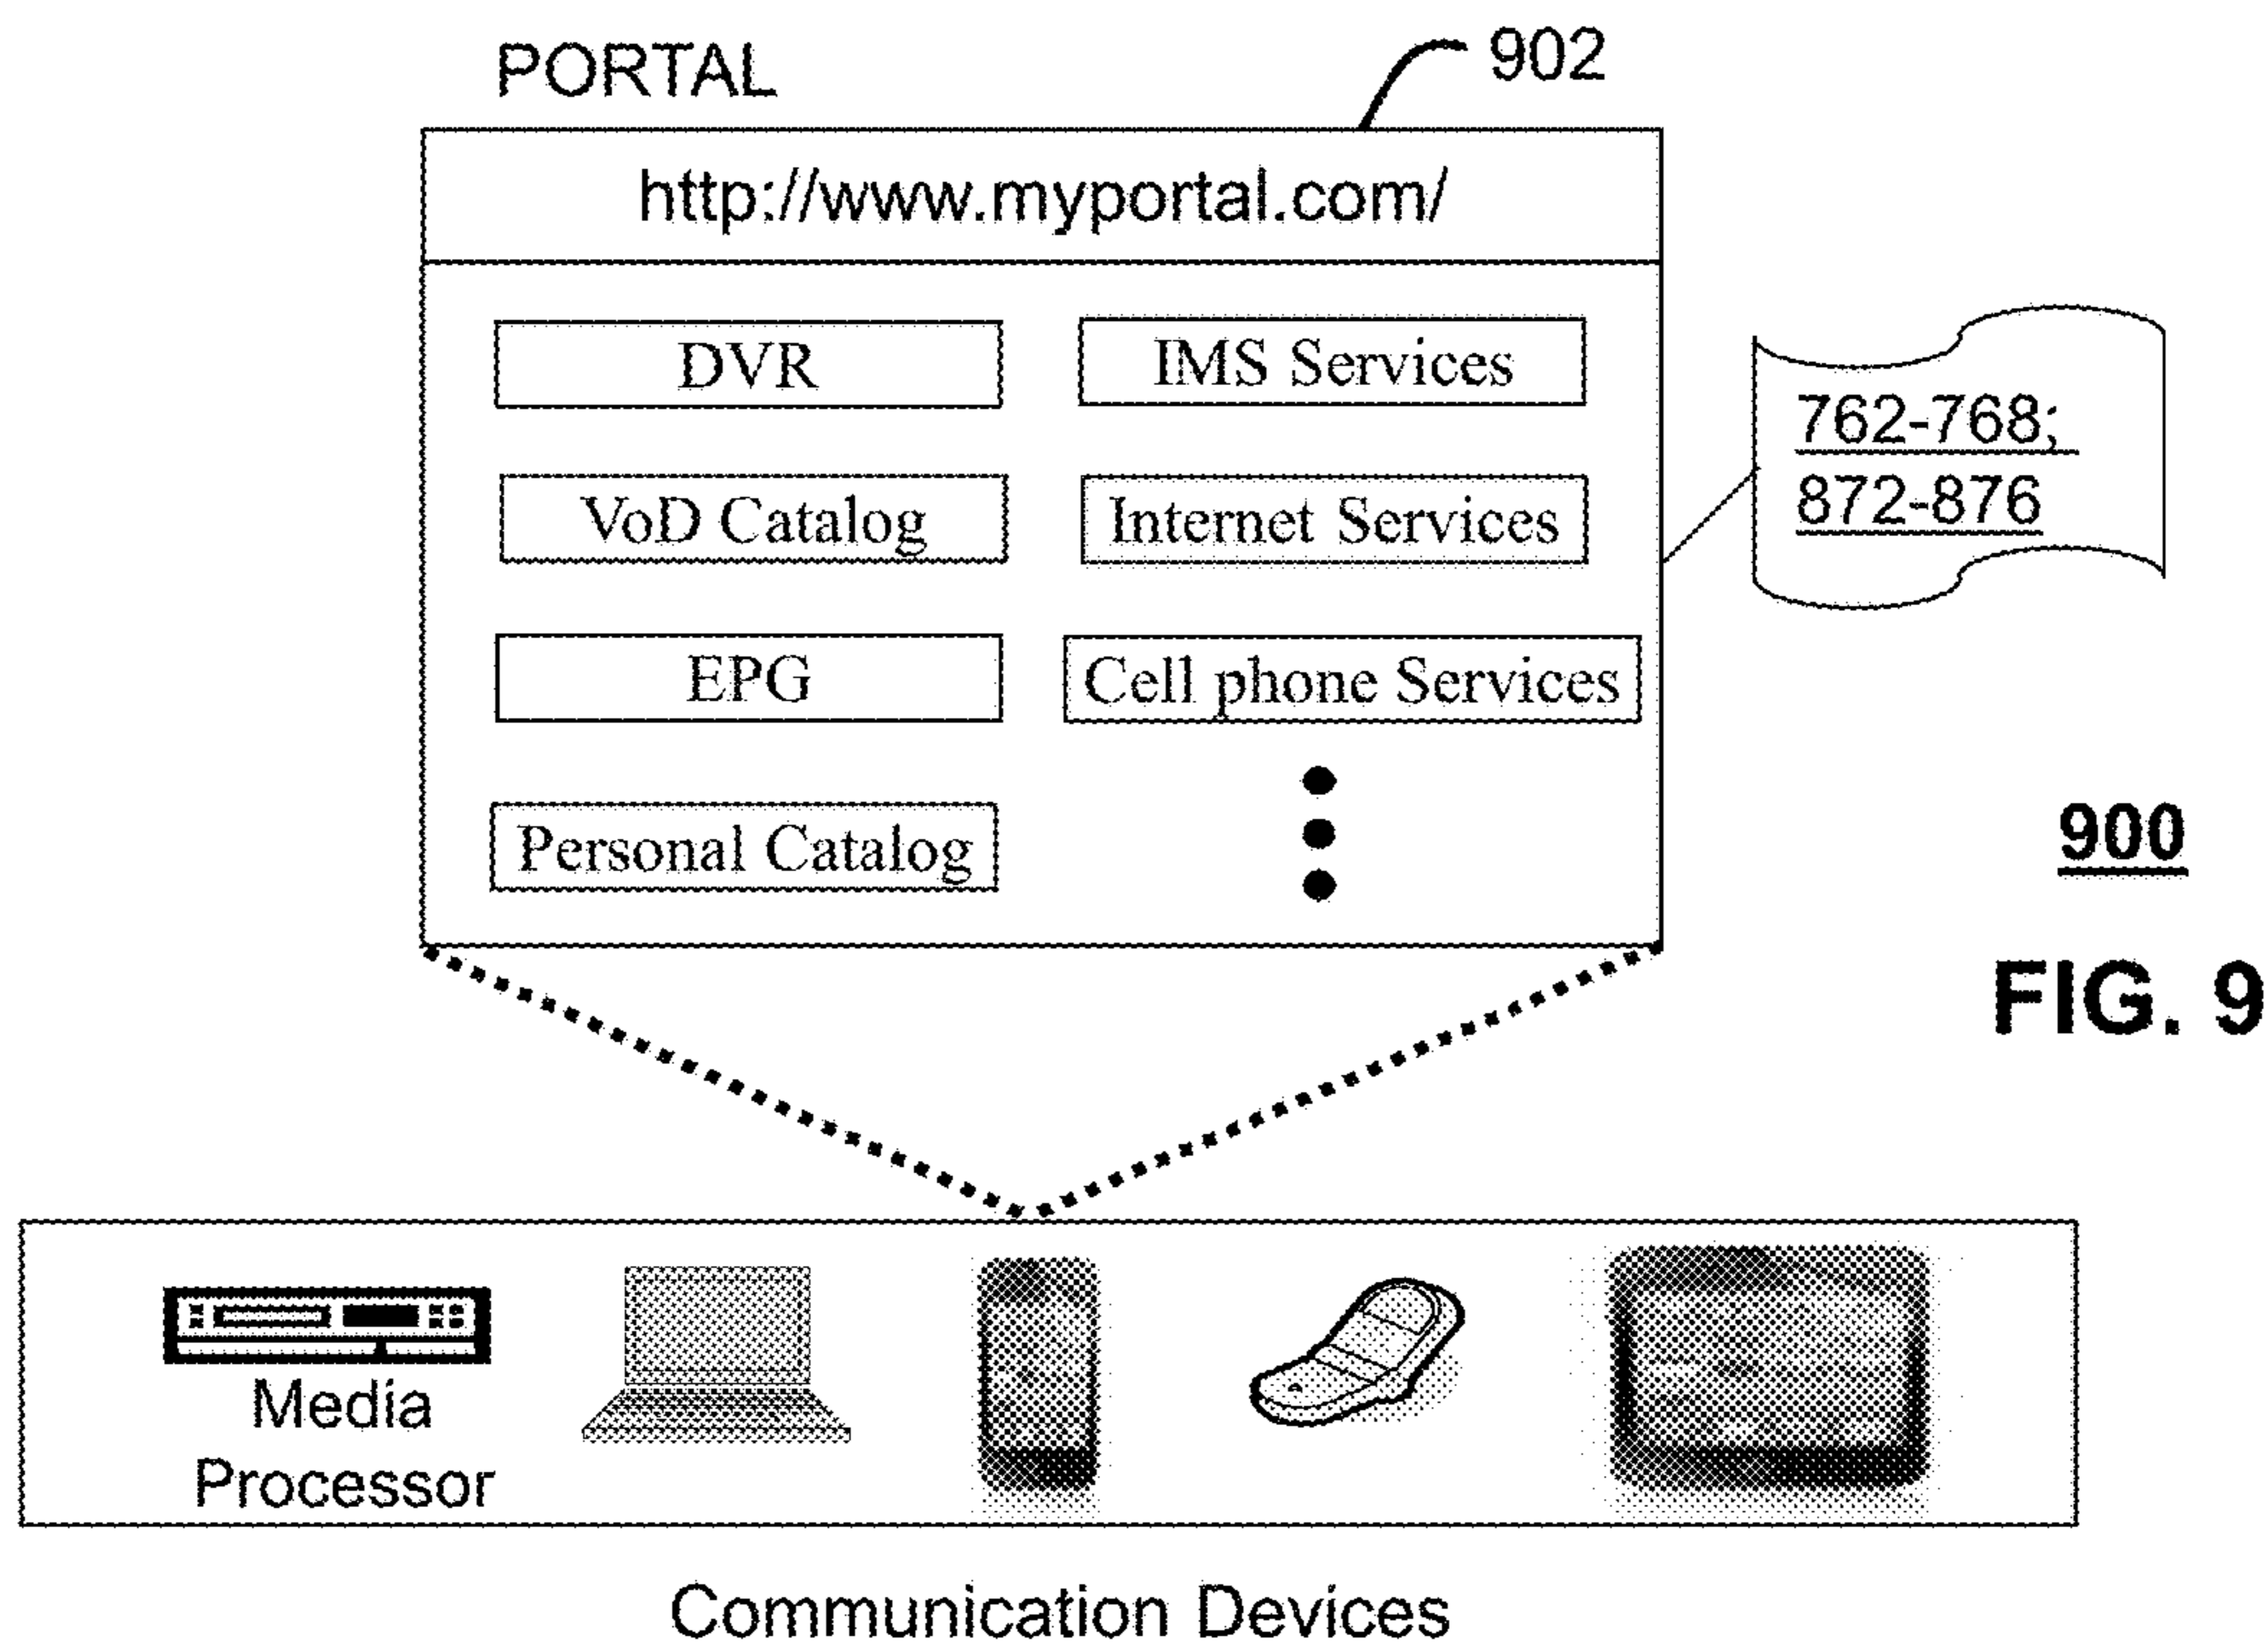 PORTAL
902
http://www.myportal.com/
DVR
IMS Services
VoD Catalog
Internet Services
EPG
Cell phone Services
Personal Catalog
762-768;
872-876
900
FIG. 9
Media
Processor
Communication Devices